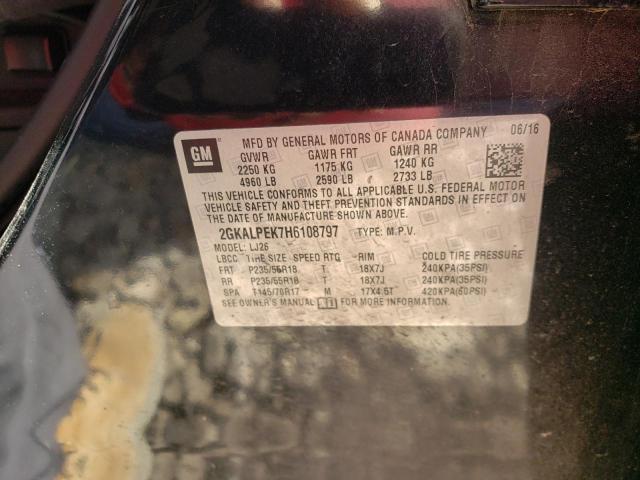 GM
MFD BY GENERAL MOTORS OF CANADA COMPANY 06/16
GVWR GAWR FRT GAWR RR
2250 KG 1175 KG 1240 KG
4960 LB 2590 LB 2733 LB
THIS VEHICLE CONFORMS TO ALL APPLICABLE U.S. FEDERAL MOTOR
VEHICLE SAFETY AND THEFT PREVENTION STANDARDS IN EFFECT ON
THE DATE OF MANUFACTURE SHOWN ABOVE.
2GKALPEK7H6108797 TYPE: M.P.V.
MODEL: LJ26
LBCC TIRE SIZE SPEED RTG RIM COLD TIRE PRESSURE
FRT P235/55R18 18X7J 240KPA(35PSI)
RR P235/55R18 18X7J 240KPA(35PSI)
SPA T145/70R17 M 17X4.5T 420KPA(60PSI)
SEE OWNER'S MANUAL FOR ADDITIONAL INFORMATION.